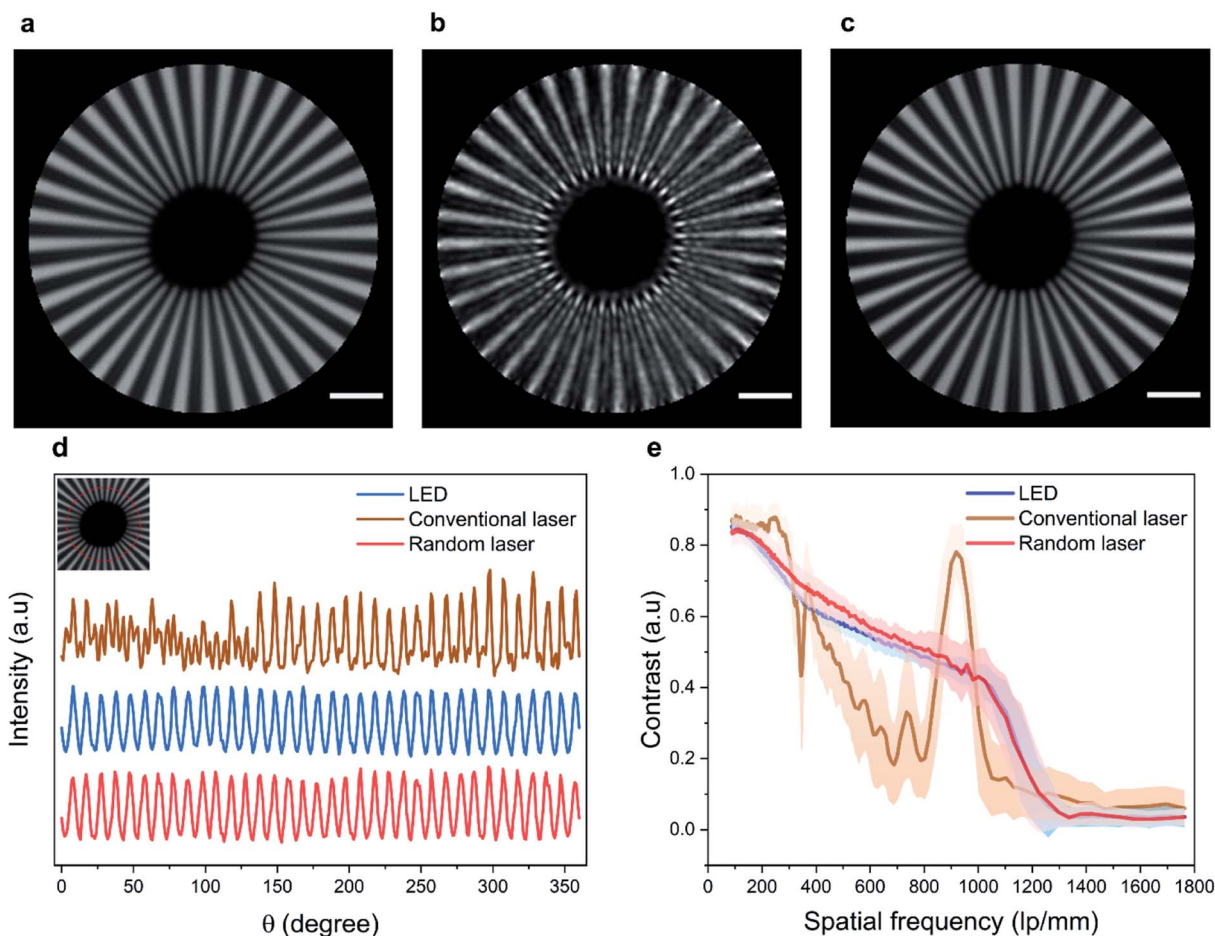 a
b
c
d
LED
Conventional laser
Random laser
Intensity (a.u)
0
50
100
150
200
250
300
350
θ (degree)
e
1.0
0.8
0.6
0.4
0.2
0.0
LED
Conventional laser
Random laser
Contrast (a.u)
0
200
400
600
800
1000
1200
1400
1600
1800
Spatial frequency (lp/mm)